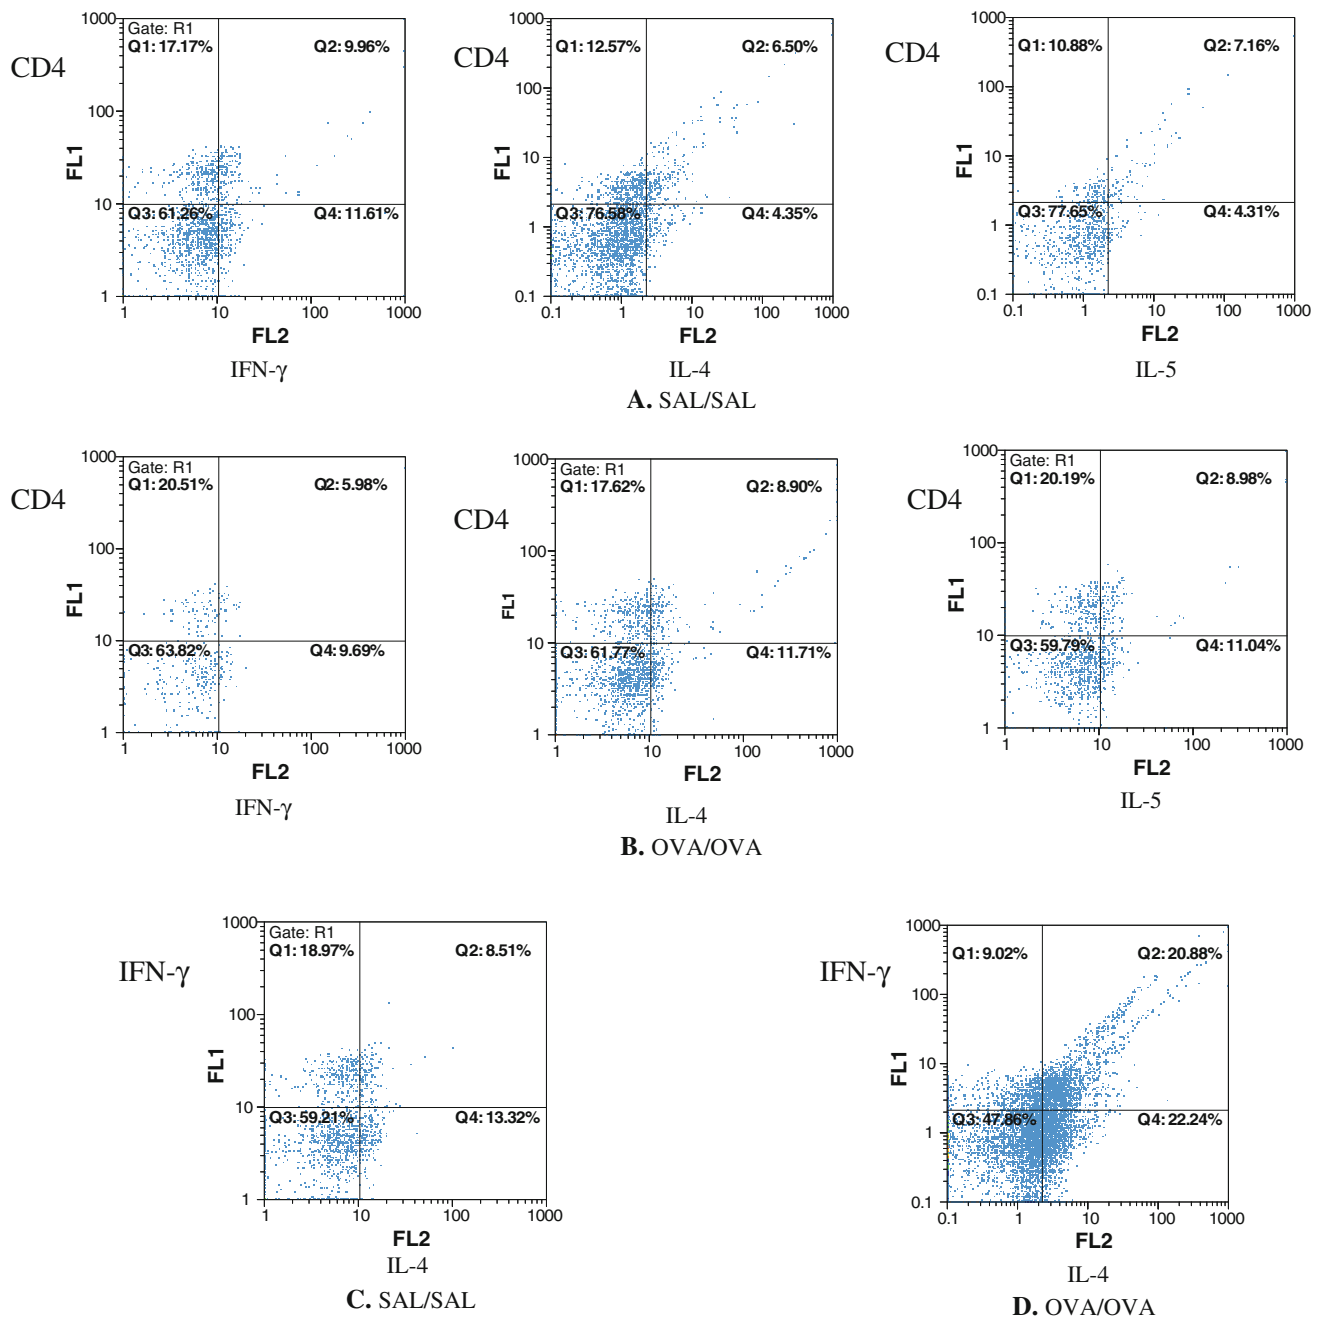 CD4
1000
Gate: R1
Q1: 17.17%
Q2: 9.96%
100
FL1
10
Q3: 61.26%
Q4: 11.61%
1
1
10
100
1000
FL2
IFN-γ
CD4
1000
Q1: 12.57%
Q2: 6.50%
100
10
FL1
Q3: 76.58%
Q4: 4.35%
1
0.1
0.1
1
10
100
1000
FL2
IL-4
CD4
1000
Q1: 10.88%
Q2: 7.16%
100
10
FL1
Q3: 77.65%
Q4: 4.31%
1
0.1
0.1
1
10
100
1000
FL2
IL-5
A. SAL/SAL
CD4
1000
Gate: R1
Q1: 20.51%
Q2: 5.98%
100
FL1
10
Q3: 63.82%
Q4: 9.69%
1
1
10
100
1000
FL2
IFN-γ
CD4
1000
Gate: R1
Q1: 17.62%
Q2: 8.90%
100
FL1
10
Q3: 61.77%
Q4: 11.71%
1
1
10
100
1000
FL2
IL-4
CD4
1000
Gate: R1
Q1: 20.19%
Q2: 8.98%
100
FL1
10
Q3: 59.79%
Q4: 11.04%
1
1
10
100
1000
FL2
IL-5
B. OVA/OVA
IFN-γ
1000
Gate: R1
Q1: 18.97%
Q2: 8.51%
100
FL1
10
Q3: 59.21%
Q4: 13.32%
1
1
10
100
1000
FL2
IL-4
C. SAL/SAL
IFN-γ
1000
Q1: 9.02%
Q2: 20.88%
100
10
FL1
Q3: 47.86%
Q4: 22.24%
1
0.1
0.1
1
10
100
1000
FL2
IL-4
D. OVA/OVA